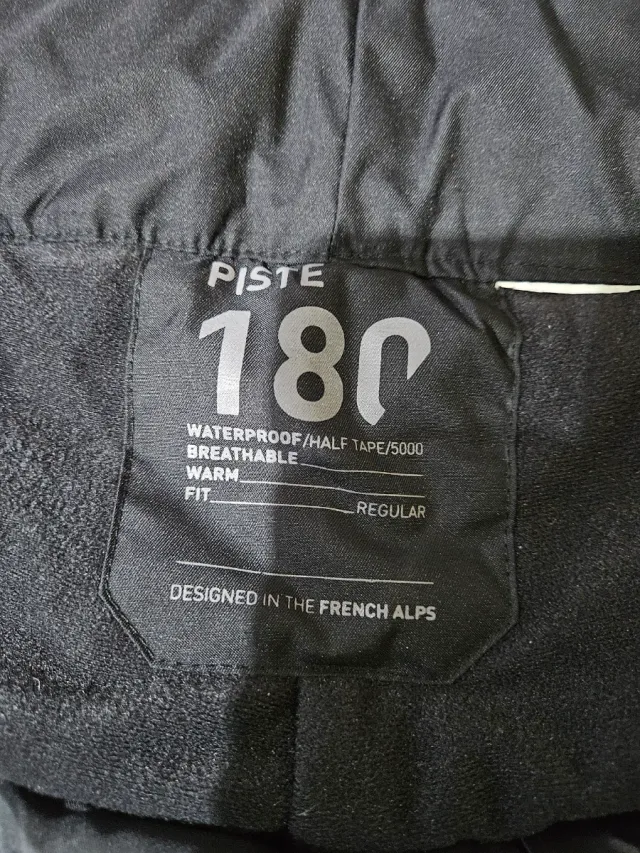 PISTE
180
WATERPROOF/HALF TAPE/5000
BREATHABLE
WARM
FIT REGULAR
DESIGNED IN THE FRENCH ALPS